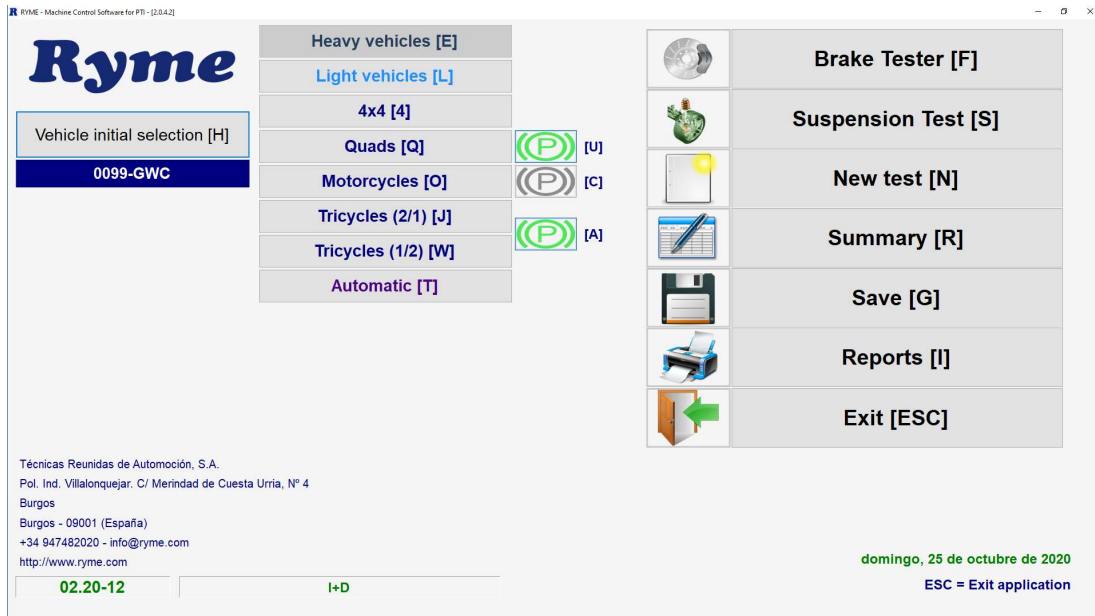 RYME - Machine Control Software for PTI - [2.0.4.2]
Ryme
Vehicle initial selection [H]
0099-GWC
Heavy vehicles [E]
Light vehicles [L]
4x4 [4]
Quads [Q]
Motorcycles [O]
Tricycles (2/1) [J]
Tricycles (1/2) [W]
Automatic [T]
(P) [U]
(P) [C]
(P) [A]
Brake Tester [F]
Suspension Test [S]
New test [N]
Summary [R]
Save [G]
Reports [I]
Exit [ESC]
Técnicas Reunidas de Automoción, S.A.
Pol. Ind. Villalonquejar. C/ Merindad de Cuesta Urria, Nº 4
Burgos
Burgos - 09001 (España)
+34 947482020 - info@ryme.com
http://www.ryme.com
02.20-12
I+D
domingo, 25 de octubre de 2020
ESC = Exit application